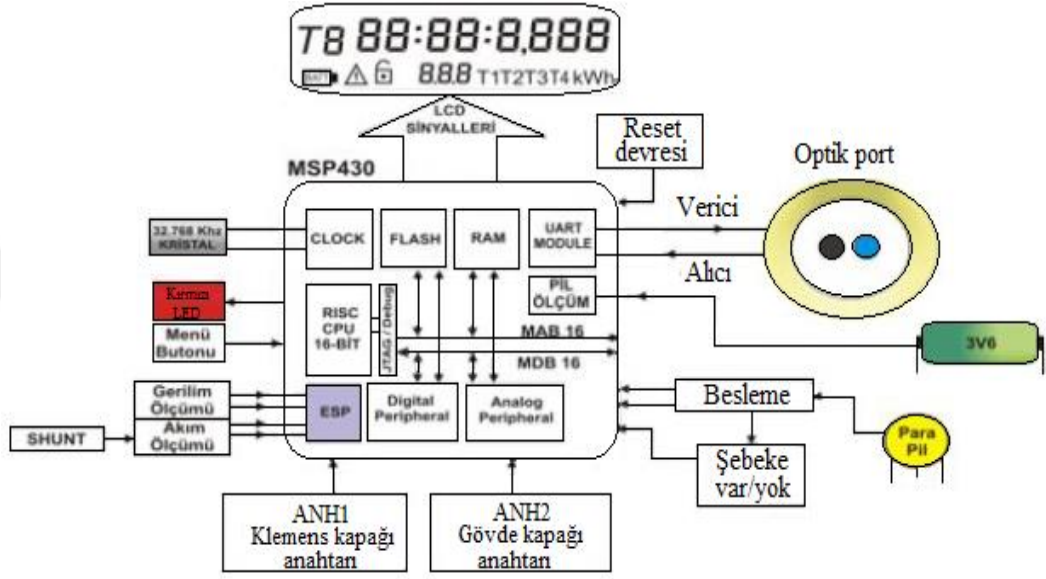 T8 88:88:8,888
BATT 8.8.8 T1T2T3T4kWh
LCD
SİNYALLERİ
MSP430
Reset
devresi
Optik port
32.768 Khz
KRİSTAL
CLOCK
FLASH
RAM
UART
MODULE
Verici
Alıcı
Kırmızı
LED
Menü
Butonu
RISC
CPU
16-BİT
JTAG / Debug
PİL
ÖLÇÜM
MAB 16
MDB 16
3V6
Gerilim
Ölçümü
Akım
Ölçümü
SHUNT
ESP
Digital
Peripheral
Analog
Peripheral
Besleme
Para
Pil
Şebeke
var/yok
ANH1
Klemens kapağı
anahtarı
ANH2
Gövde kapağı
anahtarı